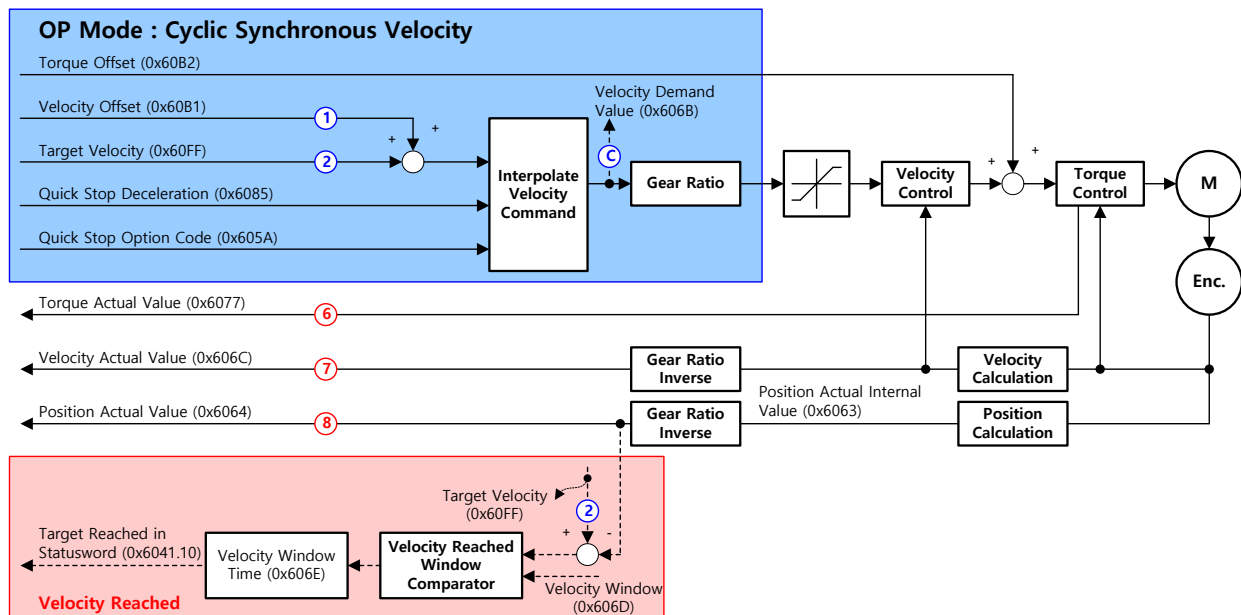 OP Mode : Cyclic Synchronous Velocity
Torque Offset (0x60B2)
Velocity Offset (0x60B1)
1
+
Target Velocity (0x60FF)
2
+
Quick Stop Deceleration (0x6085)
Quick Stop Option Code (0x605A)
Interpolate
Velocity
Command
Velocity Demand
Value (0x606B)
C
Gear Ratio
Velocity
Control
+
+
Torque
Control
M
Enc.
Torque Actual Value (0x6077)
6
Velocity Actual Value (0x606C)
7
Gear Ratio
Inverse
Velocity
Calculation
Position Actual Value (0x6064)
8
Gear Ratio
Inverse
Position Actual Internal
Value (0x6063)
Position
Calculation
Target Velocity
(0x60FF)
2
+
-
Target Reached in
Statusword (0x6041.10)
Velocity Window
Time (0x606E)
Velocity Reached
Window
Comparator
Velocity Window
(0x606D)
Velocity Reached